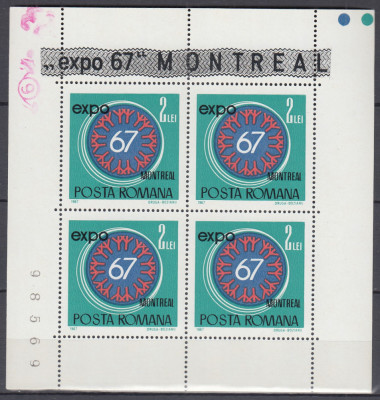 „expo 67“ MONTREAL
expo 2 LEI
67
MONTREAL
POSTA ROMANA
1967
expo 2 LEI
67
MONTREAL
POSTA ROMANA
1967
expo 2 LEI
67
MONTREAL
POSTA ROMANA
1967
expo 2 LEI
67
MONTREAL
POSTA ROMANA
1967
98569